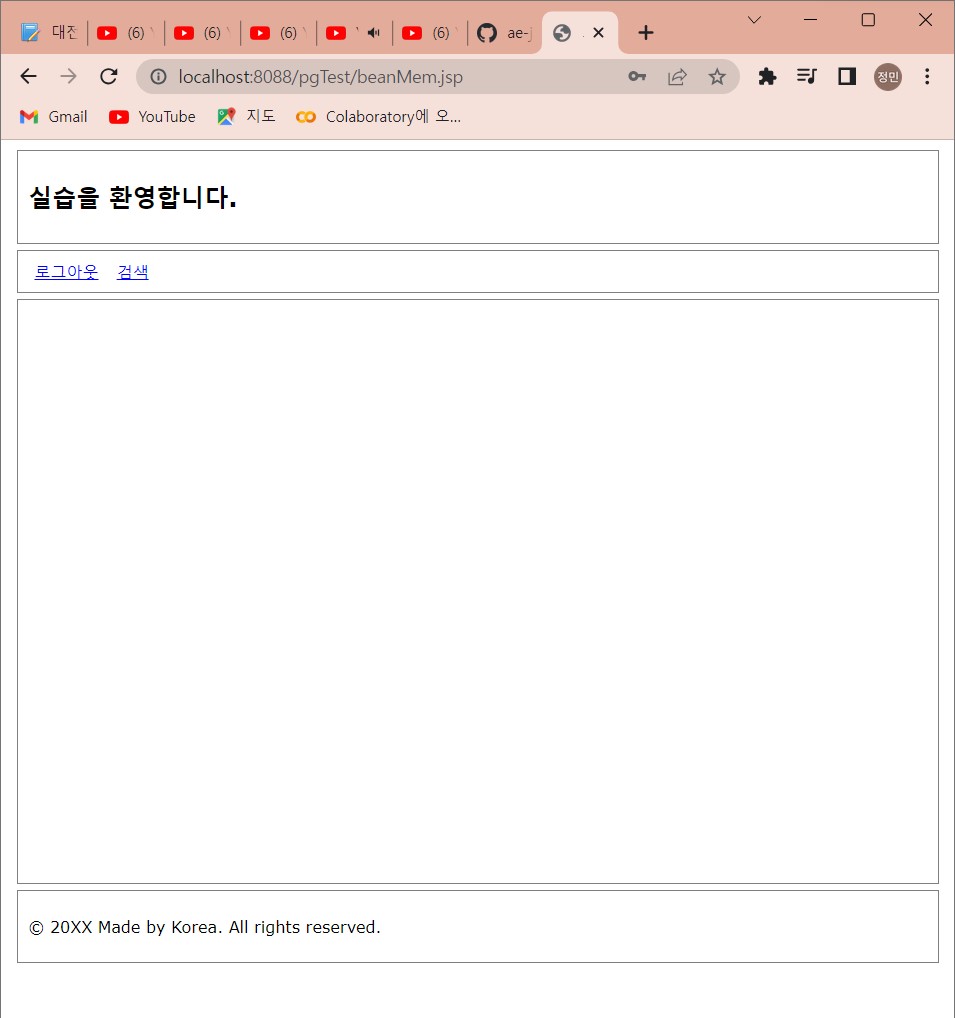 대전 (6) (6) (6) (6) ae-
localhost:8088/pgTest/beanMem.jsp 정민
Gmail YouTube 지도 Colaboratory에 오...
실습을 환영합니다.
로그아웃 검색
© 20XX Made by Korea. All rights reserved.